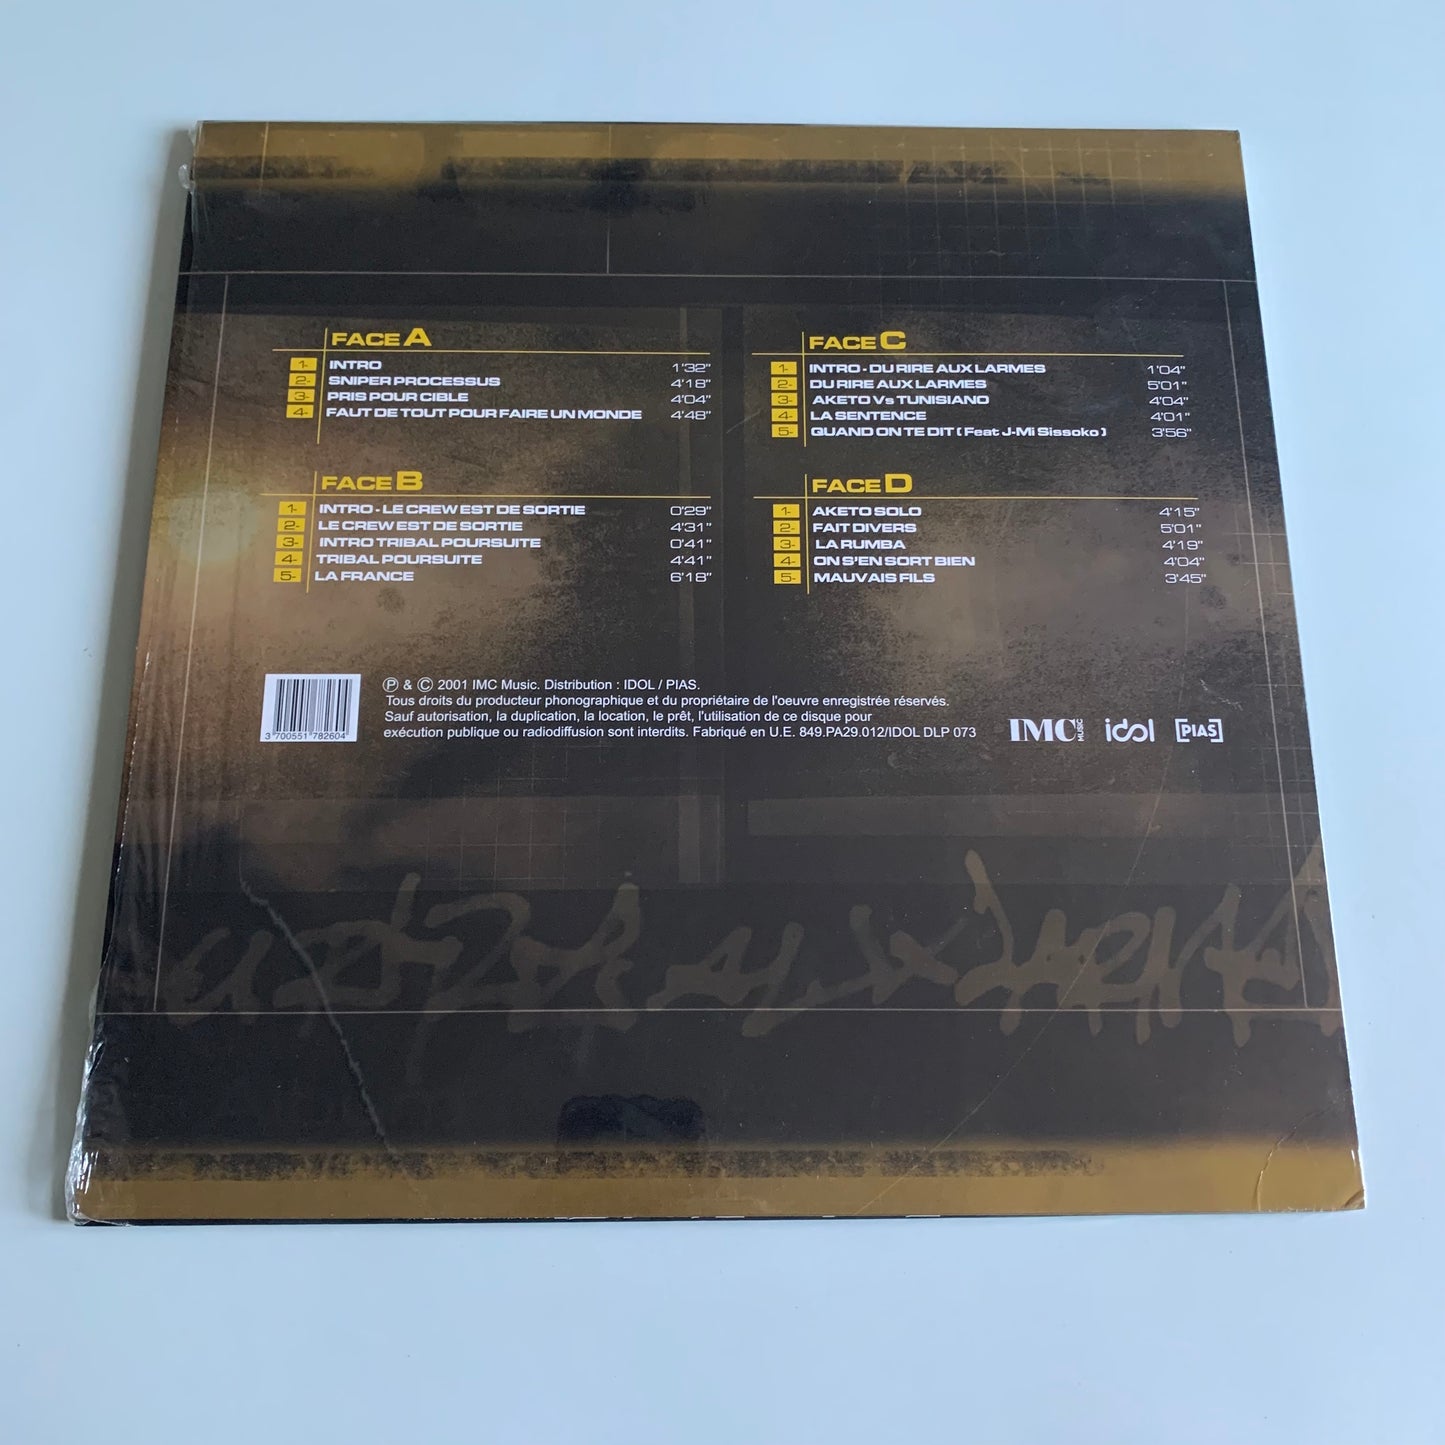 FACE A
1- INTRO 1'32"
2- SNIPER PROCESSUS 4'18"
3- PRIS POUR CIBLE 4'04"
4- FAUT DE TOUT POUR FAIRE UN MONDE 4'48"
FACE B
1- INTRO - LE CREW EST DE SORTIE 0'29"
2- LE CREW EST DE SORTIE 4'31"
3- INTRO TRIBAL POURSUITE 0'41"
4- TRIBAL POURSUITE 4'41"
5- LA FRANCE 6'18"
FACE C
1- INTRO - DU RIRE AUX LARMES 1'04"
2- DU RIRE AUX LARMES 5'01"
3- AKETO Vs TUNISIANO 4'04"
4- LA SENTENCE 4'01"
5- QUAND ON TE DIT ( Feat J-Mi Sissoko ) 3'56"
FACE D
1- AKETO SOLO 4'15"
2- FAIT DIVERS 5'01"
3- LA RUMBA 4'19"
4- ON S'EN SORT BIEN 4'04"
5- MAUVAIS FILS 3'45"
3 700551 782604
Ⓟ & Ⓒ 2001 IMC Music. Distribution : IDOL / PIAS.
Tous droits du producteur phonographique et du propriétaire de l'oeuvre enregistrée réservés.
Sauf autorisation, la duplication, la location, le prêt, l'utilisation de ce disque pour
exécution publique ou radiodiffusion sont interdits. Fabriqué en U.E. 849.PA29.012/IDOL DLP 073
IMC MUSIC idol [PIAS]